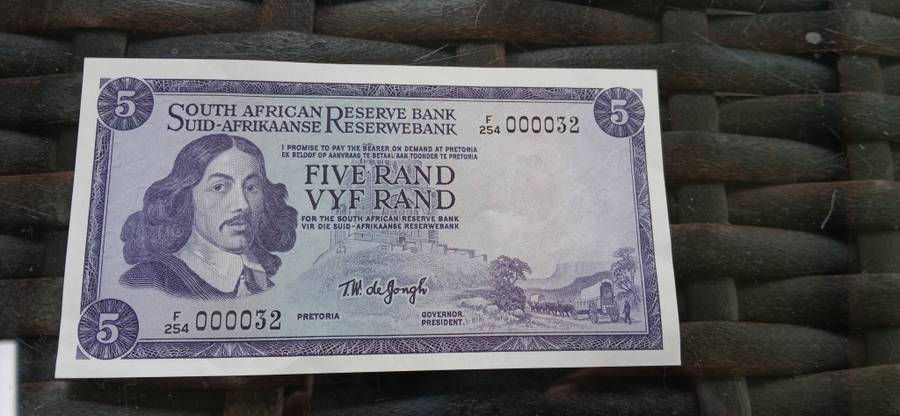 5
5
SOUTH AFRICAN RESERVE BANK
SUID-AFRIKAANSE RESERWEBANK
F/254 000032
I PROMISE TO PAY THE BEARER ON DEMAND AT PRETORIA
EK BELOOF OP AANVRAAG TE BETAAL AAN TOONDER TE PRETORIA
FIVE RAND
VYF RAND
FOR THE SOUTH AFRICAN RESERVE BANK
VIR DIE SUID-AFRIKAANSE RESERWEBANK
T.W. de Jongh
5
F/254 000032
PRETORIA
GOVERNOR.
PRESIDENT.